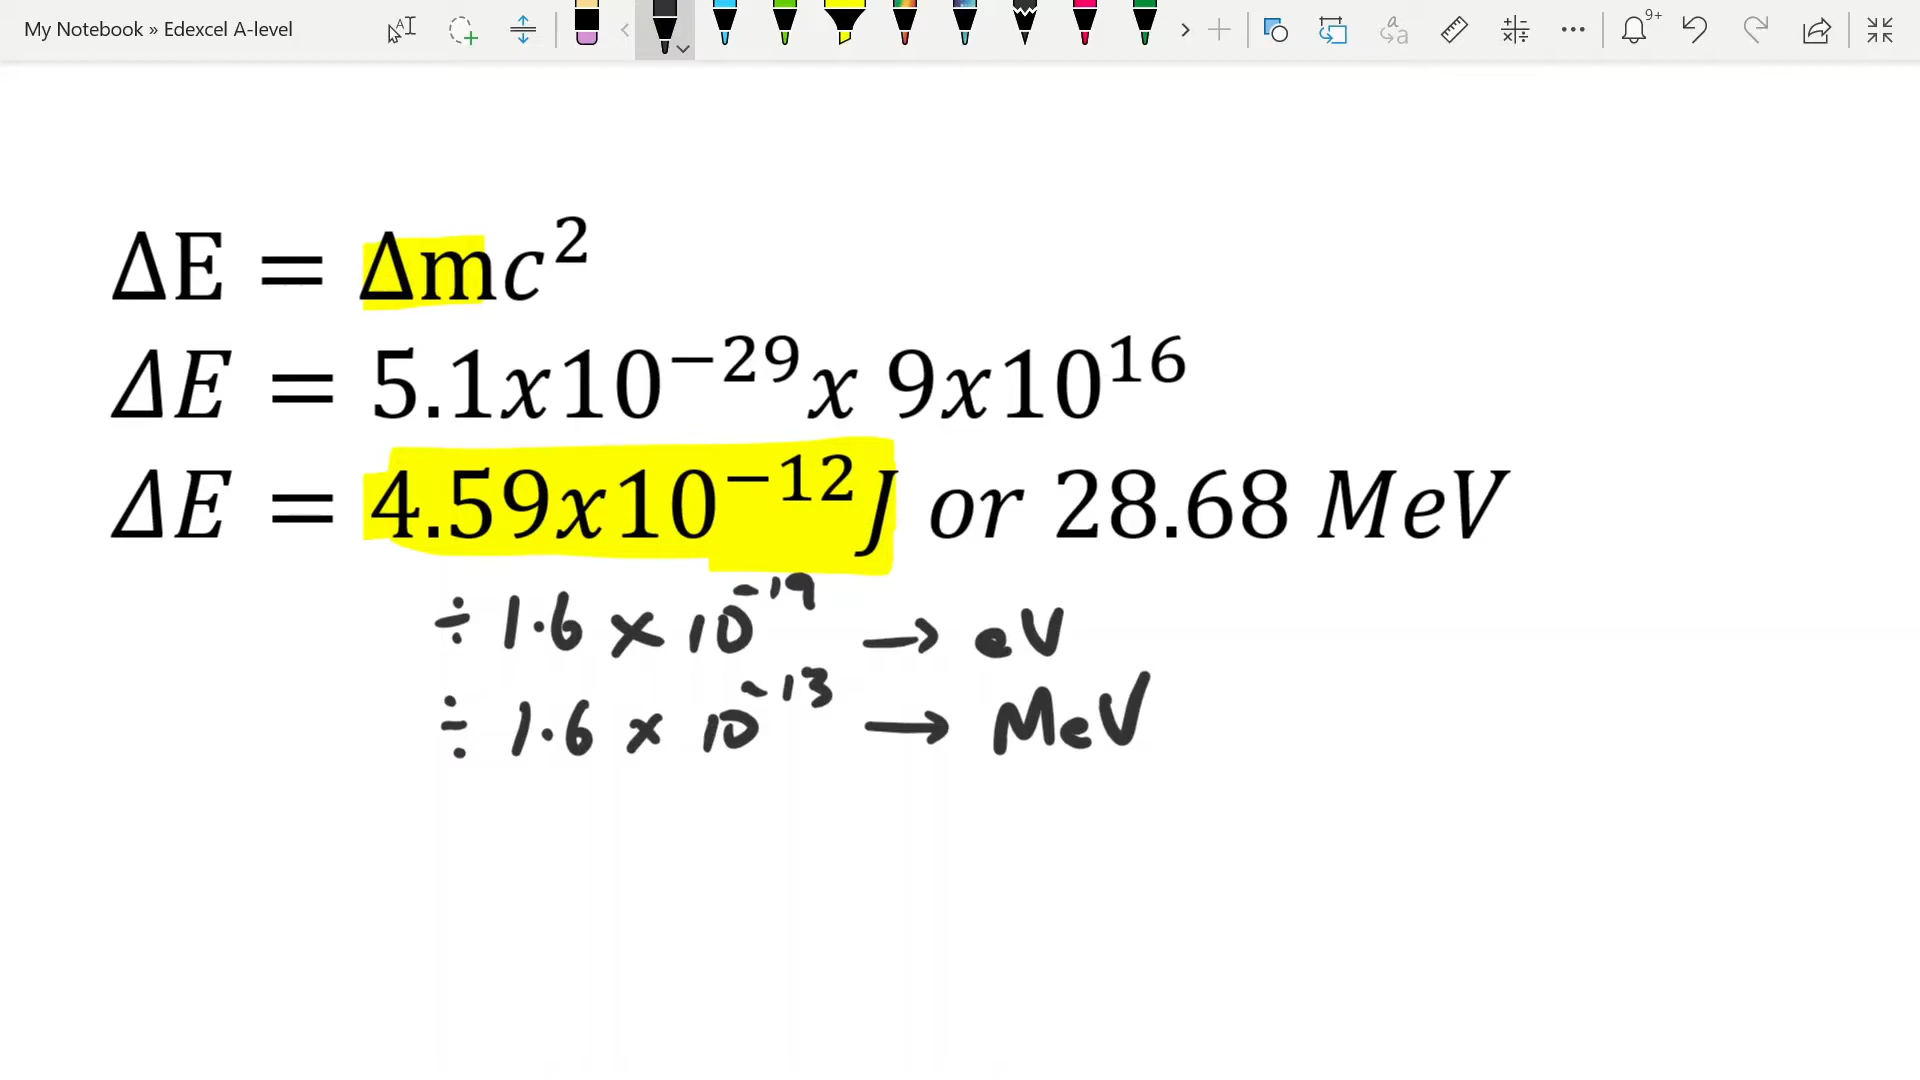 My Notebook » Edexcel A-level
9+
ΔE = Δmc²
ΔE = 5.1x10⁻²⁹x 9x10¹⁶
ΔE = 4.59x10⁻¹²J or 28.68 MeV
÷ 1.6 × 10⁻¹⁹ → eV
÷ 1.6 × 10⁻¹³ → MeV